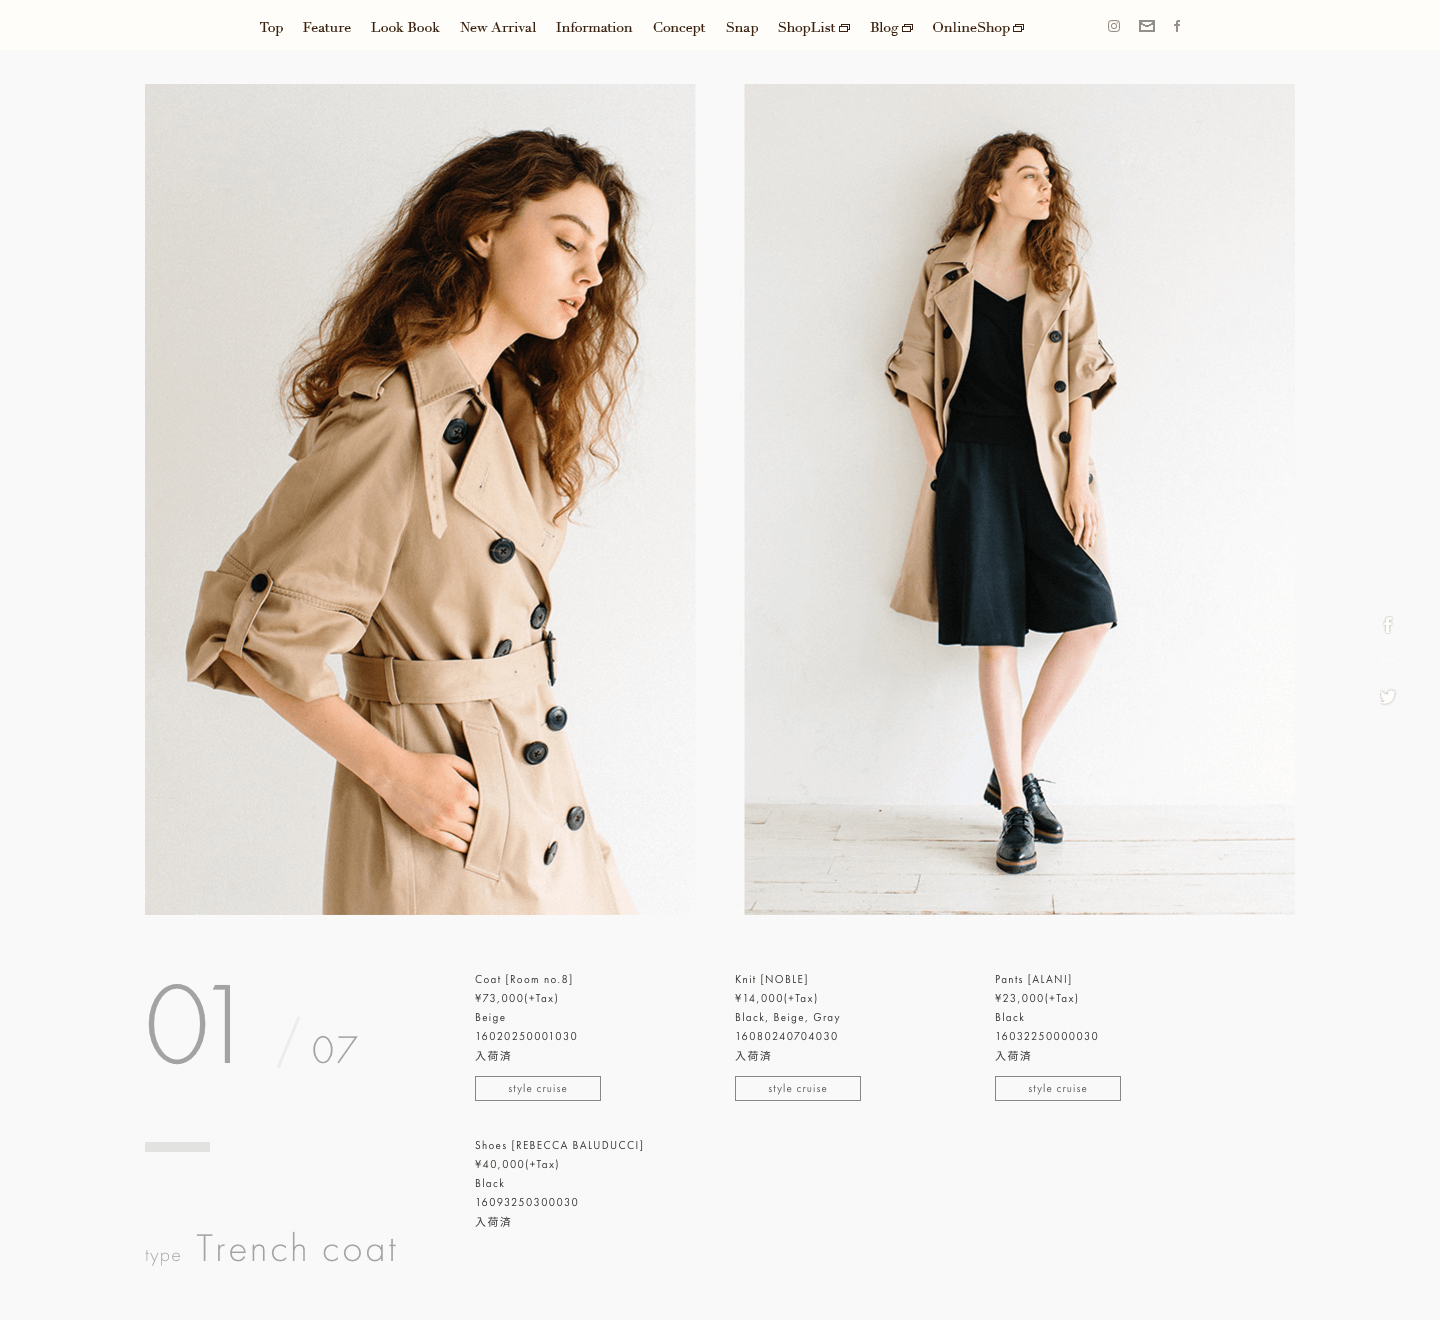 Top Feature Look Book New Arrival Information Concept Snap ShopList Blog OnlineShop
01 / 07
Coat [Room no.8]
¥73,000(+Tax)
Beige
16020250001030
入荷済
style cruise
Knit [NOBLE]
¥14,000(+Tax)
Black, Beige, Gray
16080240704030
入荷済
style cruise
Pants [ALANI]
¥23,000(+Tax)
Black
16032250000030
入荷済
style cruise
Shoes [REBECCA BALUDUCCI]
¥40,000(+Tax)
Black
16093250300030
入荷済
type Trench coat